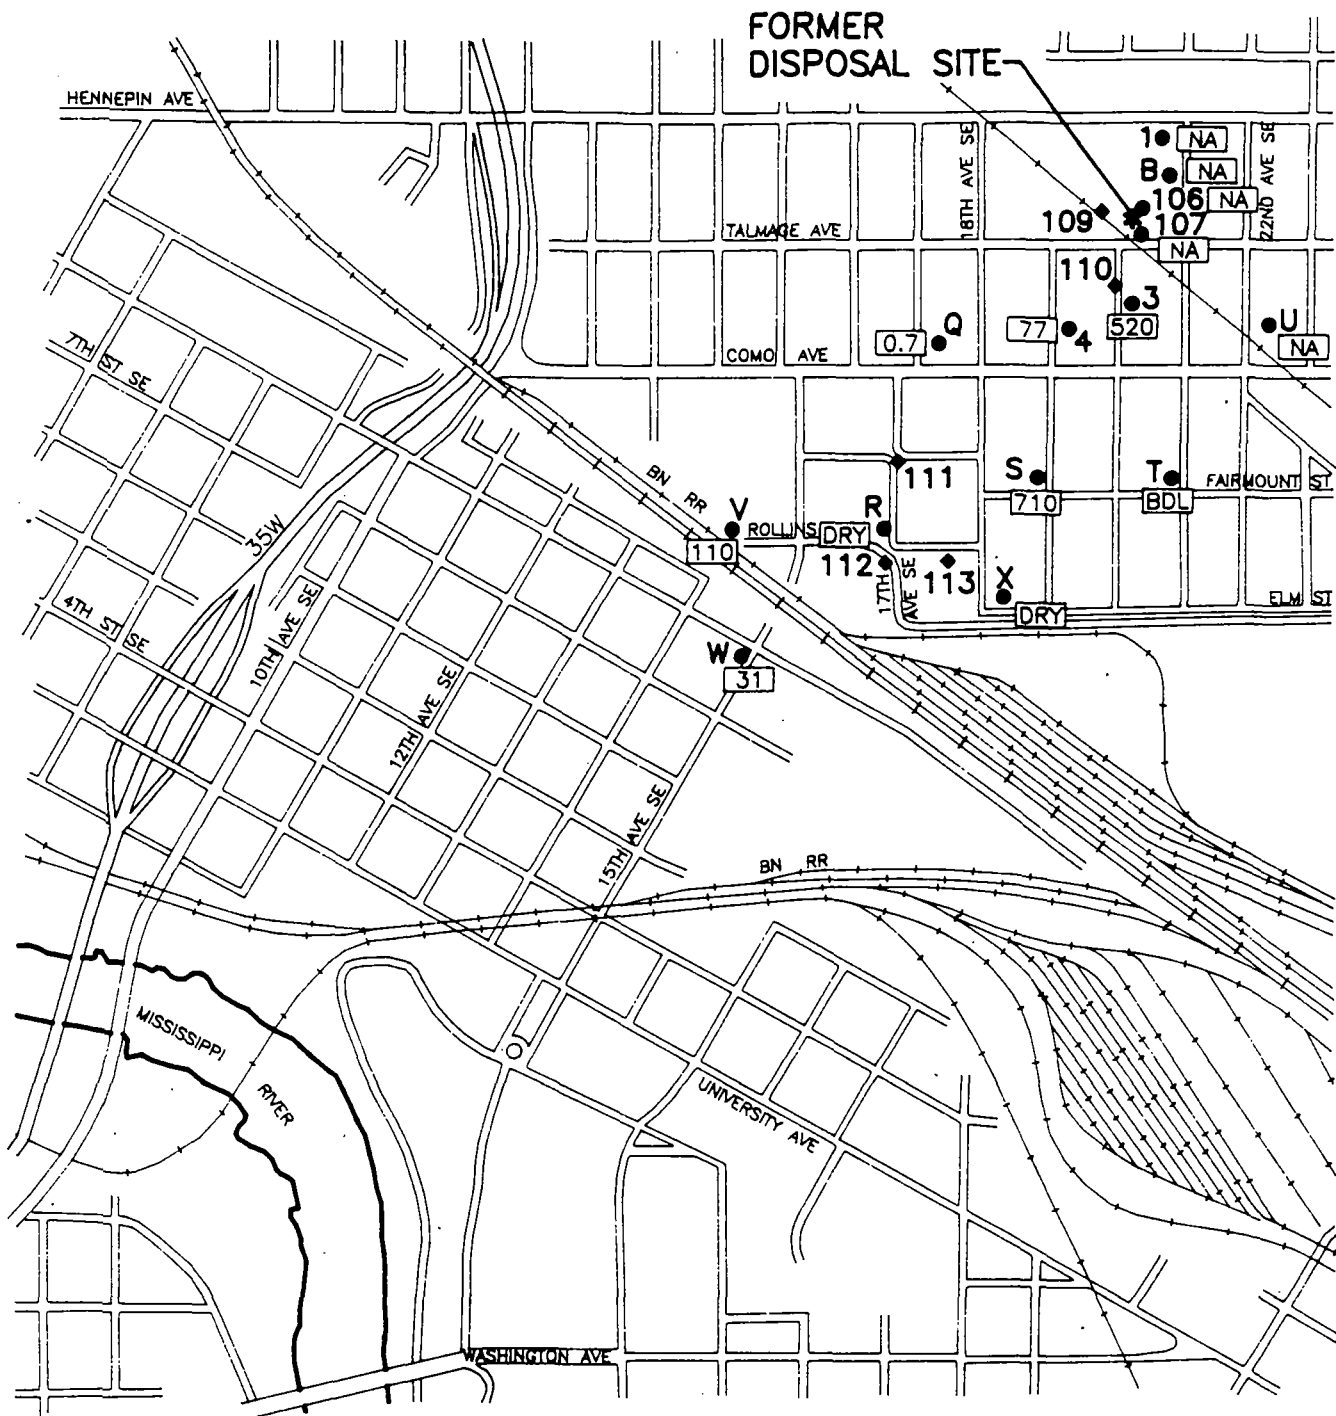 FORMER
DISPOSAL SITE
HENNEPIN AVE
18TH AVE SE
22ND AVE SE
1 NA
B NA
106 NA
109
107
NA
TALMAGE AVE
110
3
520
Q
0.7
77
4
U
NA
COMO AVE
7TH ST SE
BN RR
111
S
710
T
BDL
FAIRMOUNT ST
35W
V
110
ROLLINS
DRY
R
112
113
17TH AVE SE
X
DRY
ELM ST
4TH ST SE
10TH AVE SE
W
31
12TH AVE SE
15TH AVE SE
BN RR
MISSISSIPPI
RIVER
UNIVERSITY AVE
WASHINGTON AVE